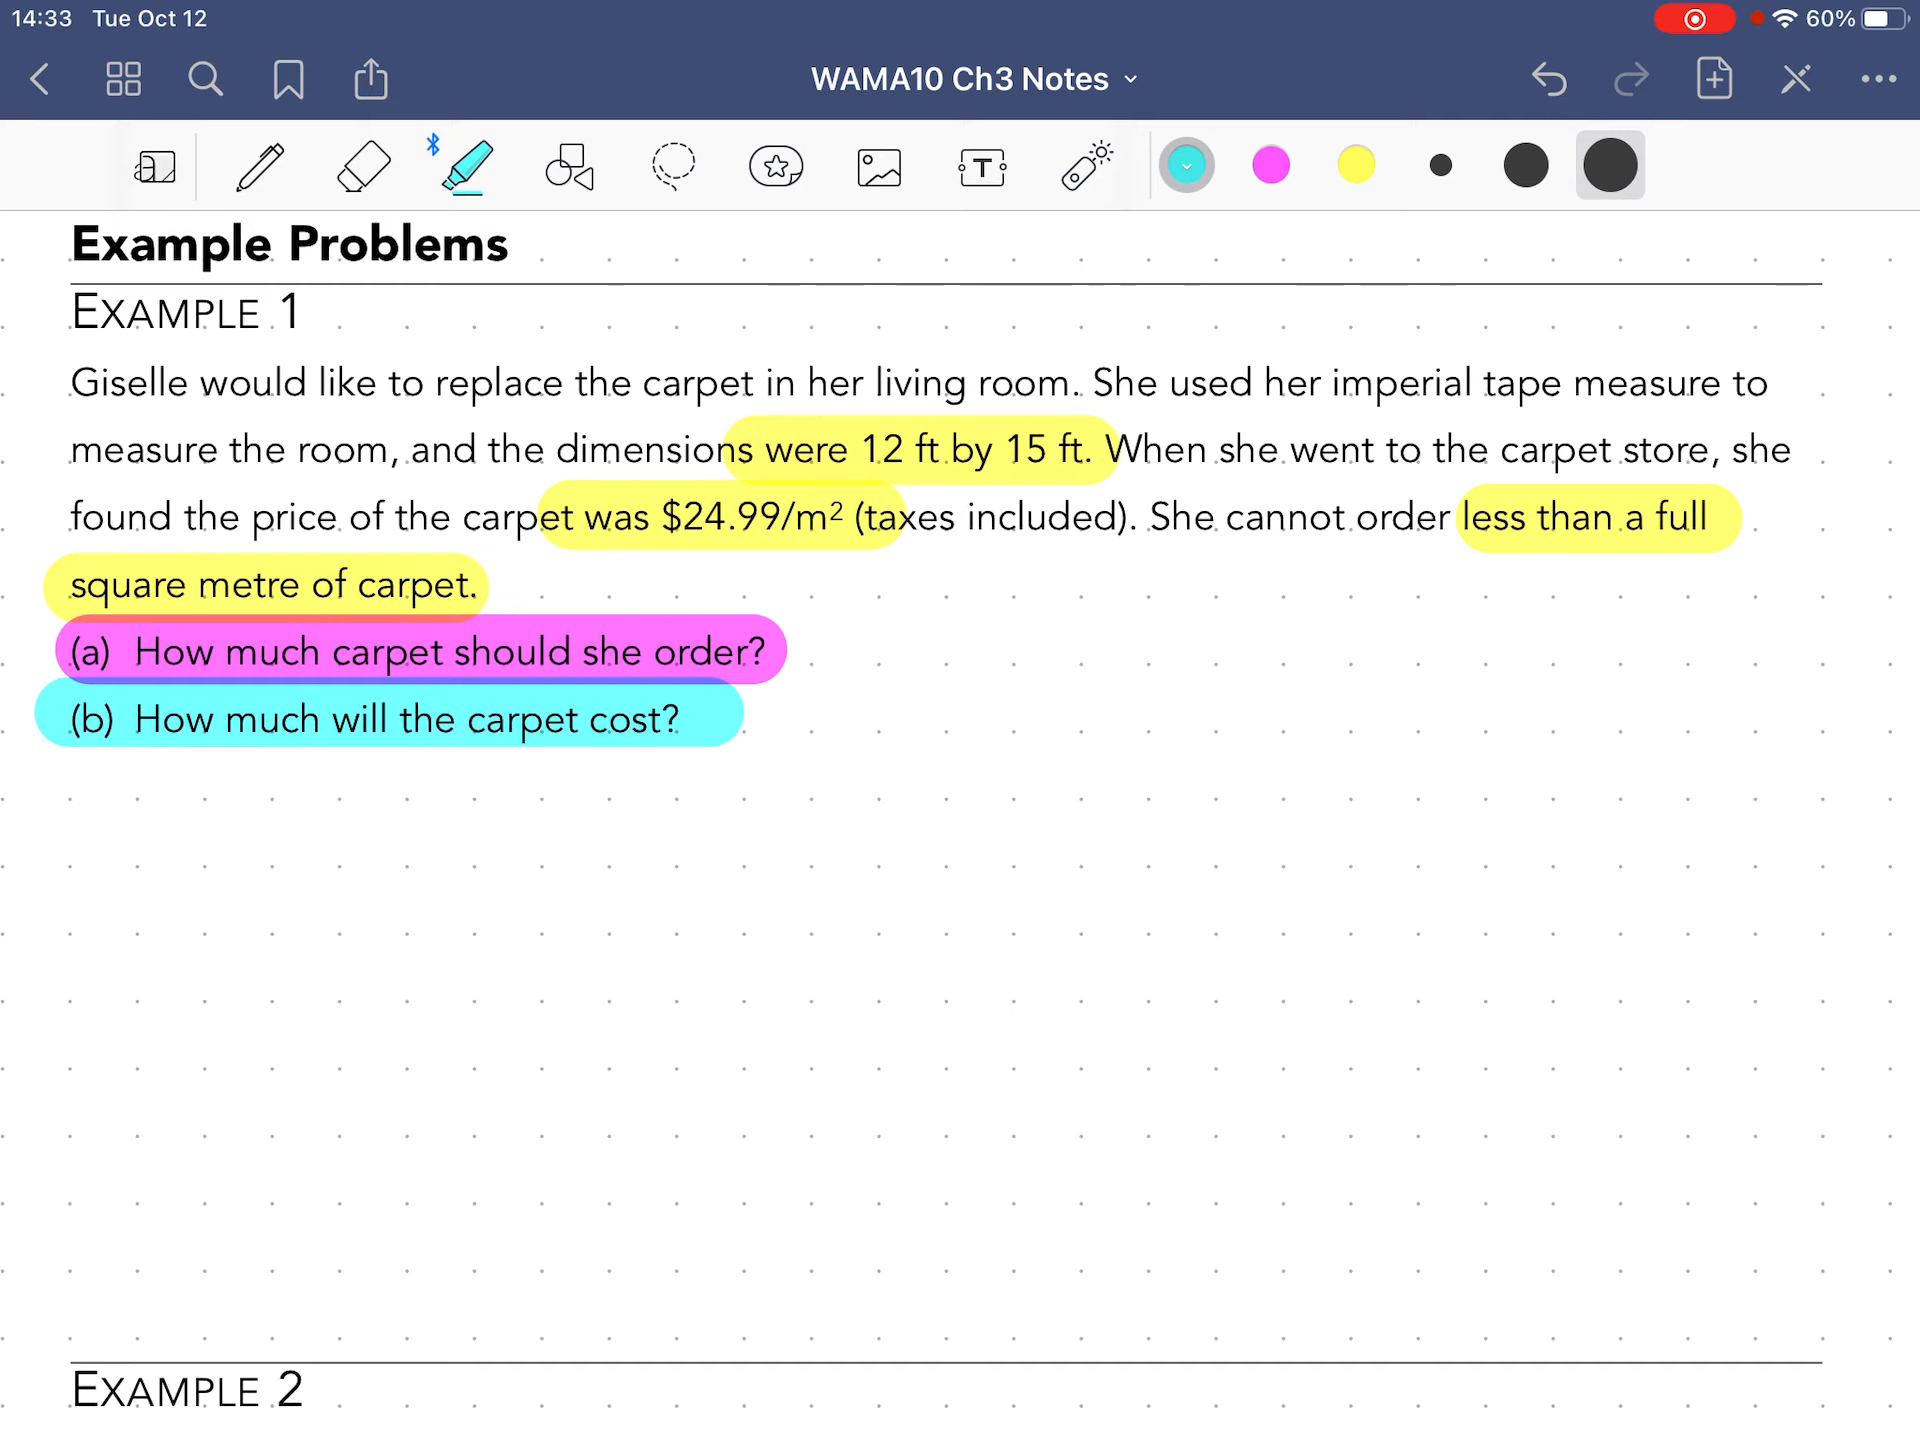 14:33 Tue Oct 12
60%
WAMA10 Ch3 Notes
Example Problems
EXAMPLE 1
Giselle would like to replace the carpet in her living room. She used her imperial tape measure to
measure the room, and the dimensions were 12 ft by 15 ft. When she went to the carpet store, she
found the price of the carpet was $24.99/m² (taxes included). She cannot order less than a full
square metre of carpet.
(a) How much carpet should she order?
(b) How much will the carpet cost?
EXAMPLE 2